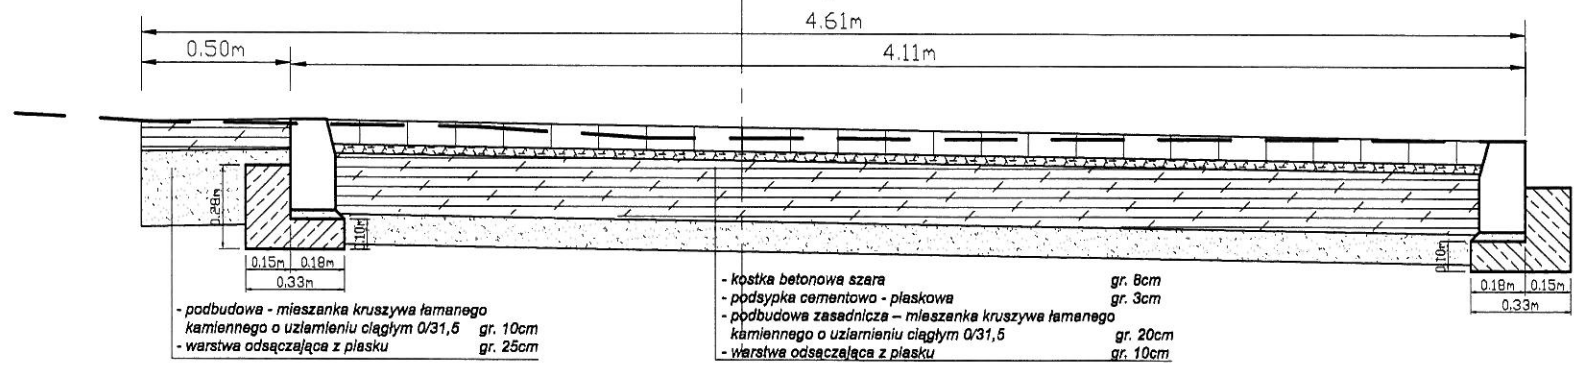 4.61m
0.50m
4.11m
0.28m
.10m
0.10m
0.15m 0.18m
0.33m
0.18m 0.15m
0.33m
- podbudowa - mieszanka kruszywa łamanego
kamiennego o uziarnieniu ciągłym 0/31,5 gr. 10cm
- warstwa odsączająca z piasku gr. 25cm
- kostka betonowa szara gr. 8cm
- podsypka cementowo - piaskowa gr. 3cm
- podbudowa zasadnicza – mieszanka kruszywa łamanego
kamiennego o uziarnieniu ciągłym 0/31,5 gr. 20cm
- warstwa odsączająca z piasku gr. 10cm